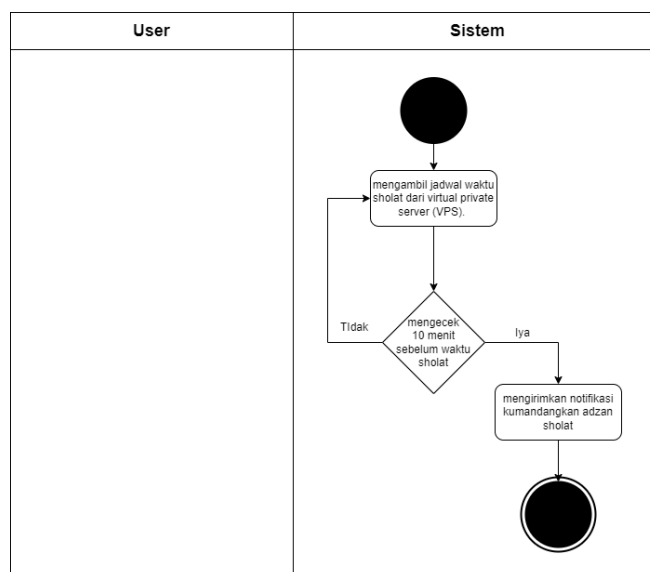 User
Sistem
mengambil jadwal waktu
sholat dari virtual private
server (VPS).
mengecek
10 menit
sebelum waktu
sholat
TIdak
Iya
mengirimkan notifikasi
kumandangkan adzan
sholat